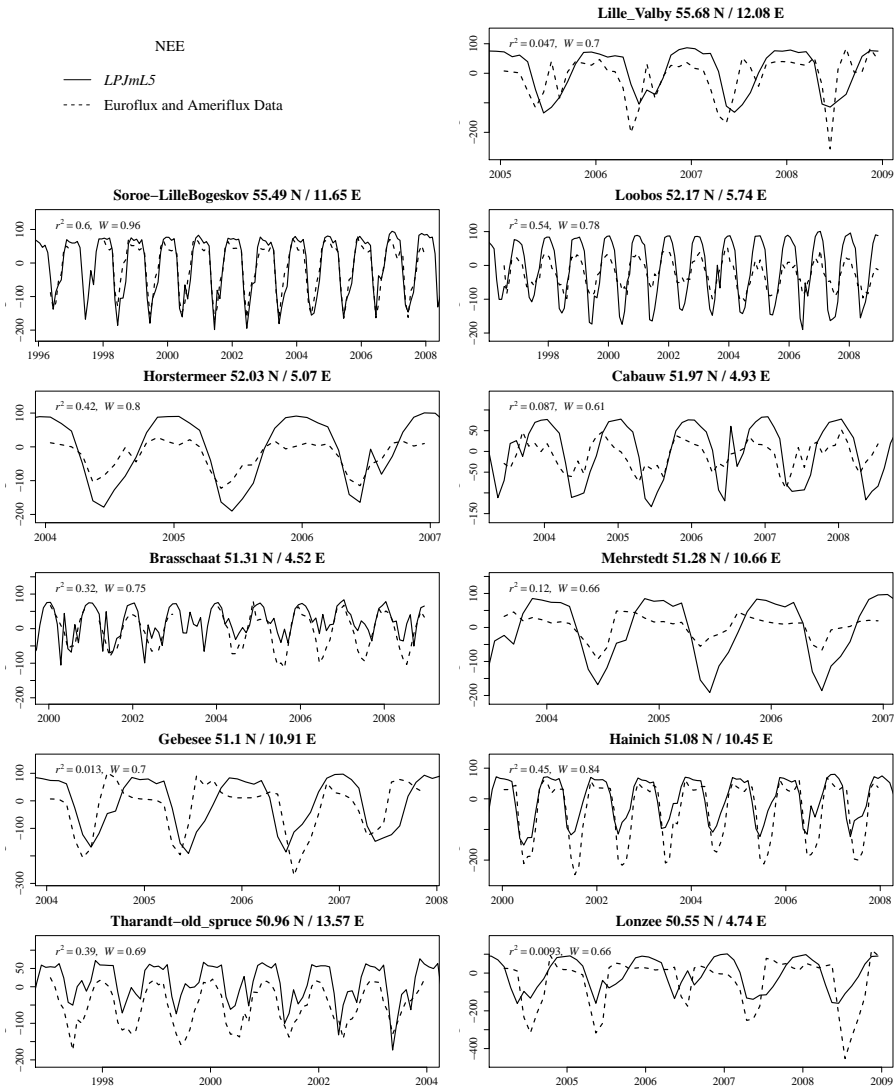 Lille_Valby 55.68 N / 12.08 E
NEE
LPJmL5
Euroflux and Ameriflux Data
r² = 0.047, W = 0.7
−200 0 100
2005 2006 2007 2008 2009
Soroe−LilleBogeskov 55.49 N / 11.65 E
r² = 0.6, W = 0.96
−200 −100 0 100
1996 1998 2000 2002 2004 2006 2008
Loobos 52.17 N / 5.74 E
r² = 0.54, W = 0.78
−200 −100 0 100
1998 2000 2002 2004 2006 2008
Horstermeer 52.03 N / 5.07 E
r² = 0.42, W = 0.8
−200 −100 0 100
2004 2005 2006 2007
Cabauw 51.97 N / 4.93 E
r² = 0.087, W = 0.61
−150 −50 0 50
2004 2005 2006 2007 2008
Brasschaat 51.31 N / 4.52 E
r² = 0.32, W = 0.75
−200 −100 0 100
2000 2002 2004 2006 2008
Mehrstedt 51.28 N / 10.66 E
r² = 0.12, W = 0.66
−200 −100 0 100
2004 2005 2006 2007
Gebesee 51.1 N / 10.91 E
r² = 0.013, W = 0.7
−300 −100 0 100
2004 2005 2006 2007 2008
Hainich 51.08 N / 10.45 E
r² = 0.45, W = 0.84
−200 0 100
2000 2002 2004 2006 2008
Tharandt−old_spruce 50.96 N / 13.57 E
r² = 0.39, W = 0.69
−200 −100 0 50
1998 2000 2002 2004
Lonzee 50.55 N / 4.74 E
r² = 0.0093, W = 0.66
−400 −200 0
2005 2006 2007 2008 2009